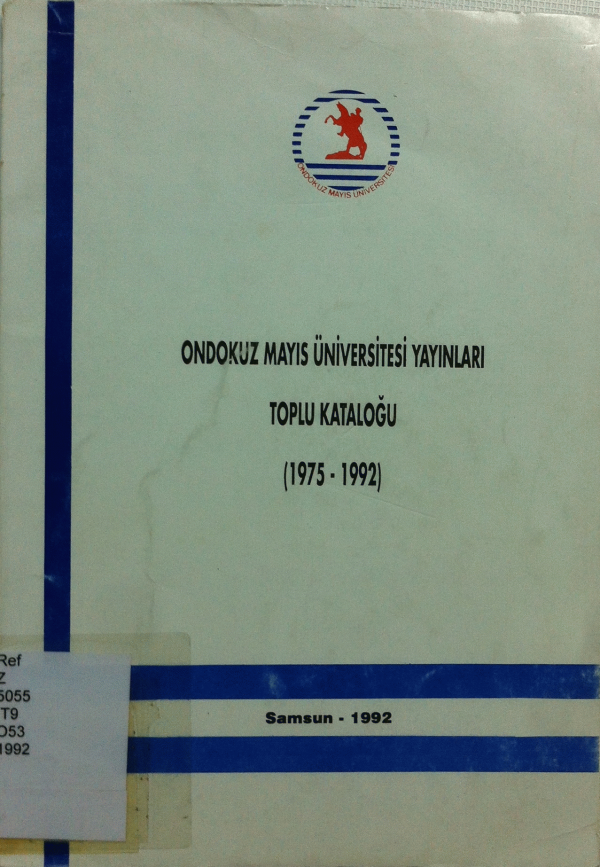 ONDOKUZ MAYIS ÜNİVERSİTESİ
ONDOKUZ MAYIS ÜNİVERSİTESİ YAYINLARI
TOPLU KATALOĞU
(1975 - 1992)
Ref
Z
5055
.T9
O53
1992
Samsun - 1992